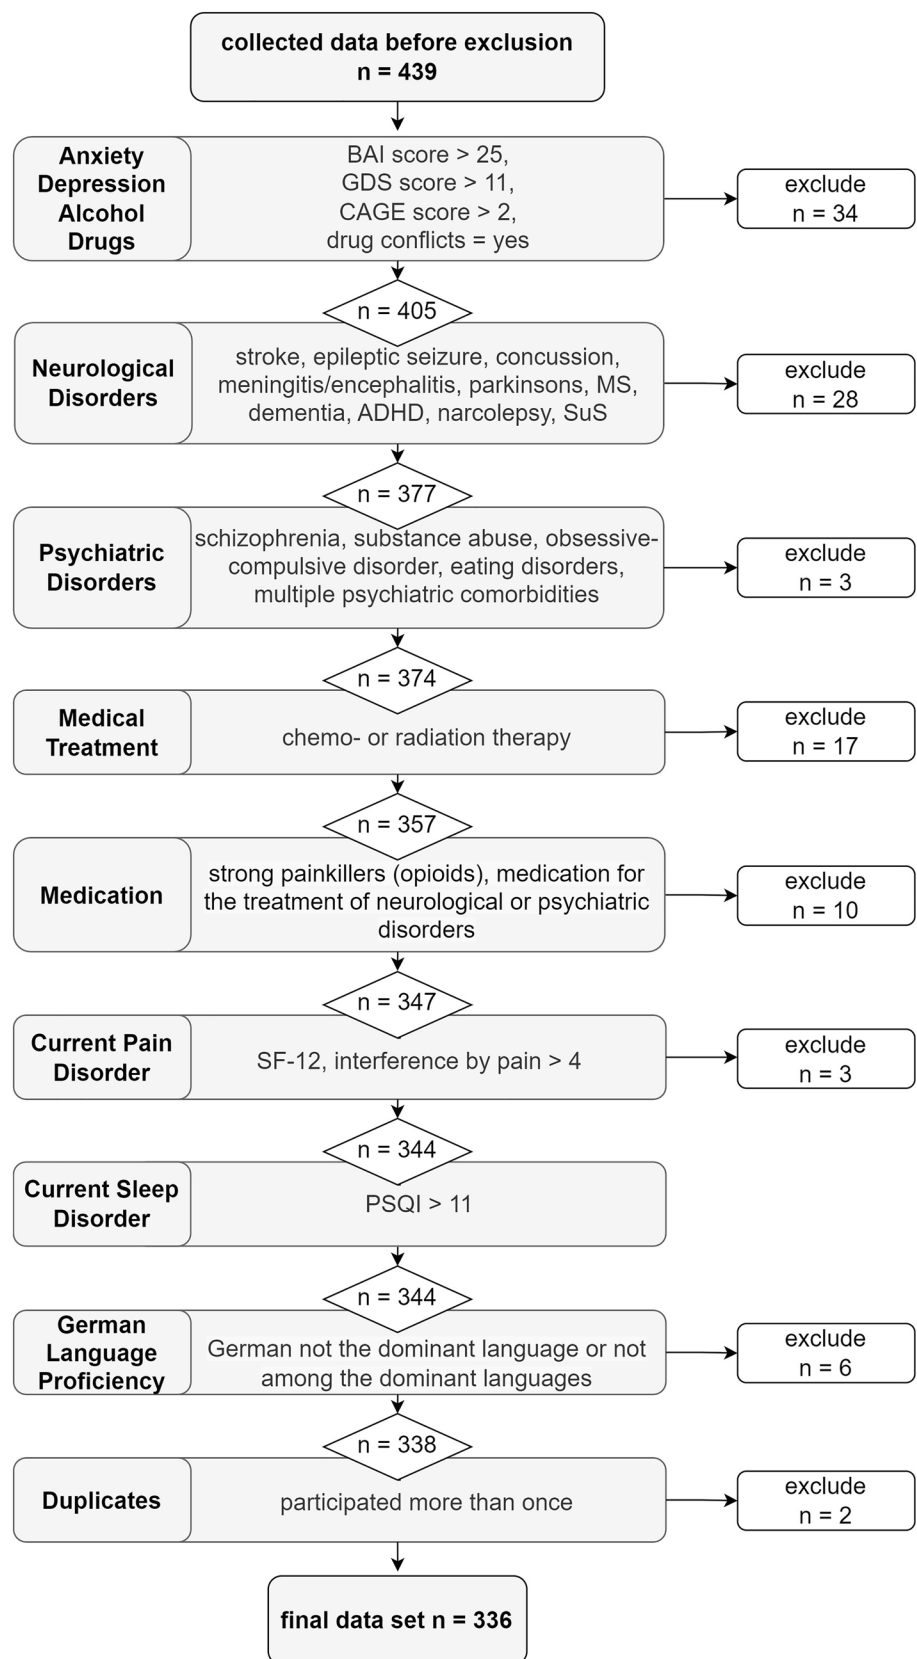 collected data before exclusion
n = 439
Anxiety
Depression
Alcohol
Drugs
BAI score > 25,
GDS score > 11,
CAGE score > 2,
drug conflicts = yes
exclude
n = 34
n = 405
Neurological
Disorders
stroke, epileptic seizure, concussion,
meningitis/encephalitis, parkinsons, MS,
dementia, ADHD, narcolepsy, SuS
exclude
n = 28
n = 377
Psychiatric
Disorders
schizophrenia, substance abuse, obsessive-
compulsive disorder, eating disorders,
multiple psychiatric comorbidities
exclude
n = 3
n = 374
Medical
Treatment
chemo- or radiation therapy
exclude
n = 17
n = 357
Medication
strong painkillers (opioids), medication for
the treatment of neurological or psychiatric
disorders
exclude
n = 10
n = 347
Current Pain
Disorder
SF-12, interference by pain > 4
exclude
n = 3
n = 344
Current Sleep
Disorder
PSQI > 11
n = 344
German
Language
Proficiency
German not the dominant language or not
among the dominant languages
exclude
n = 6
n = 338
Duplicates
participated more than once
exclude
n = 2
final data set n = 336